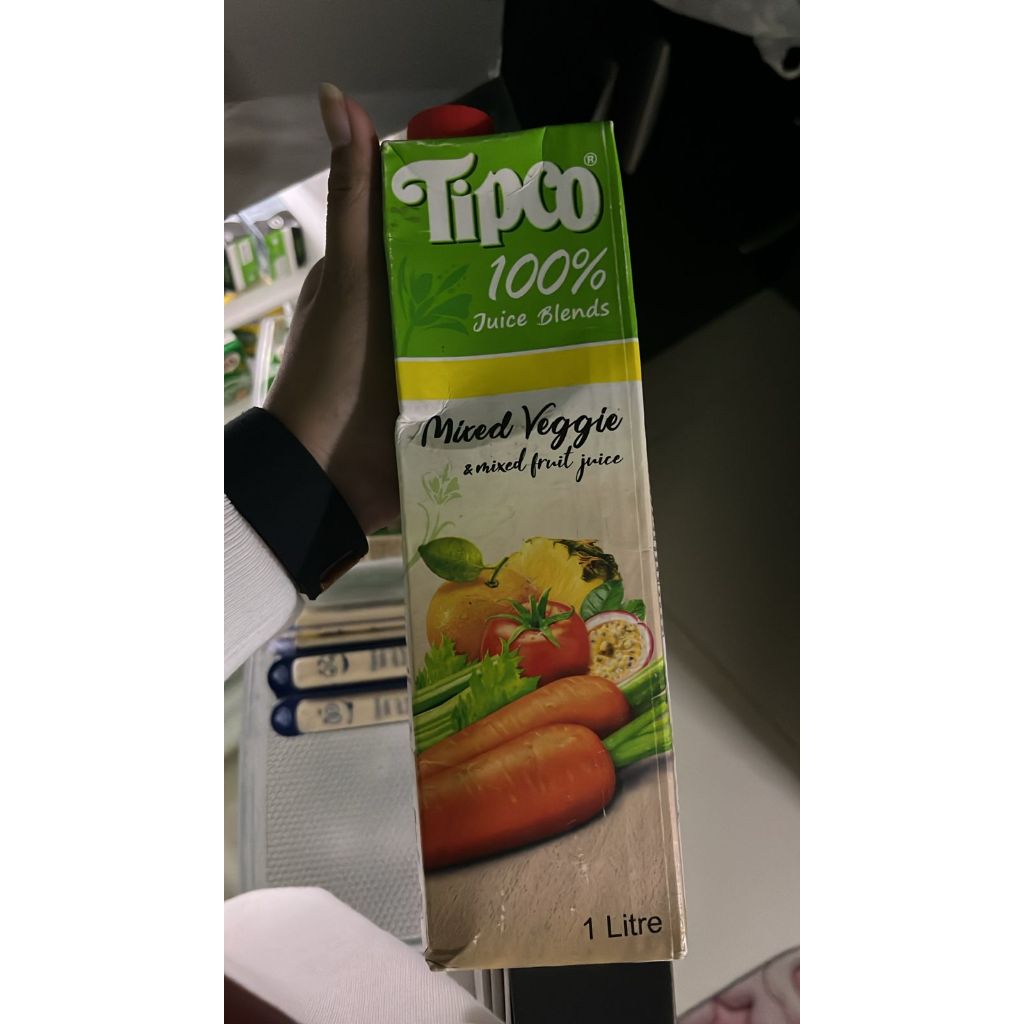 Tipco®
100%
Juice Blends
Mixed Veggie
& mixed fruit juice
1 Litre